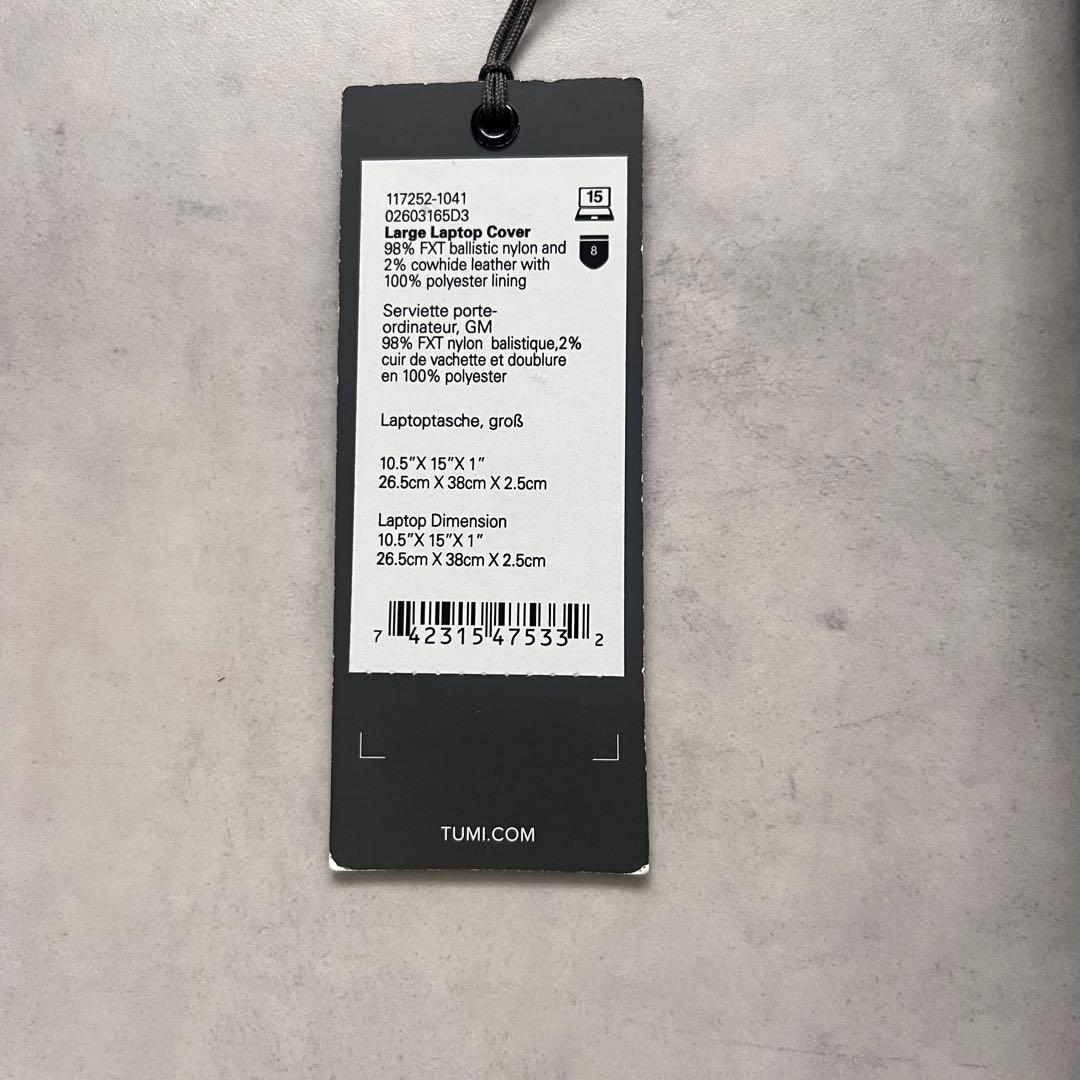 117252-1041
15
02603165D3
Large Laptop Cover
98% FXT ballistic nylon and
8
2% cowhide leather with
100% polyester lining
Serviette porte-
ordinateur, GM
98% FXT nylon  balistique,2%
cuir de vachette et doublure
en 100% polyester
Laptoptasche, groß
10.5”X 15”X 1”
26.5cm X 38cm X 2.5cm
Laptop Dimension
10.5”X 15”X 1”
26.5cm X 38cm X 2.5cm
7 42315 47533 2
TUMI.COM